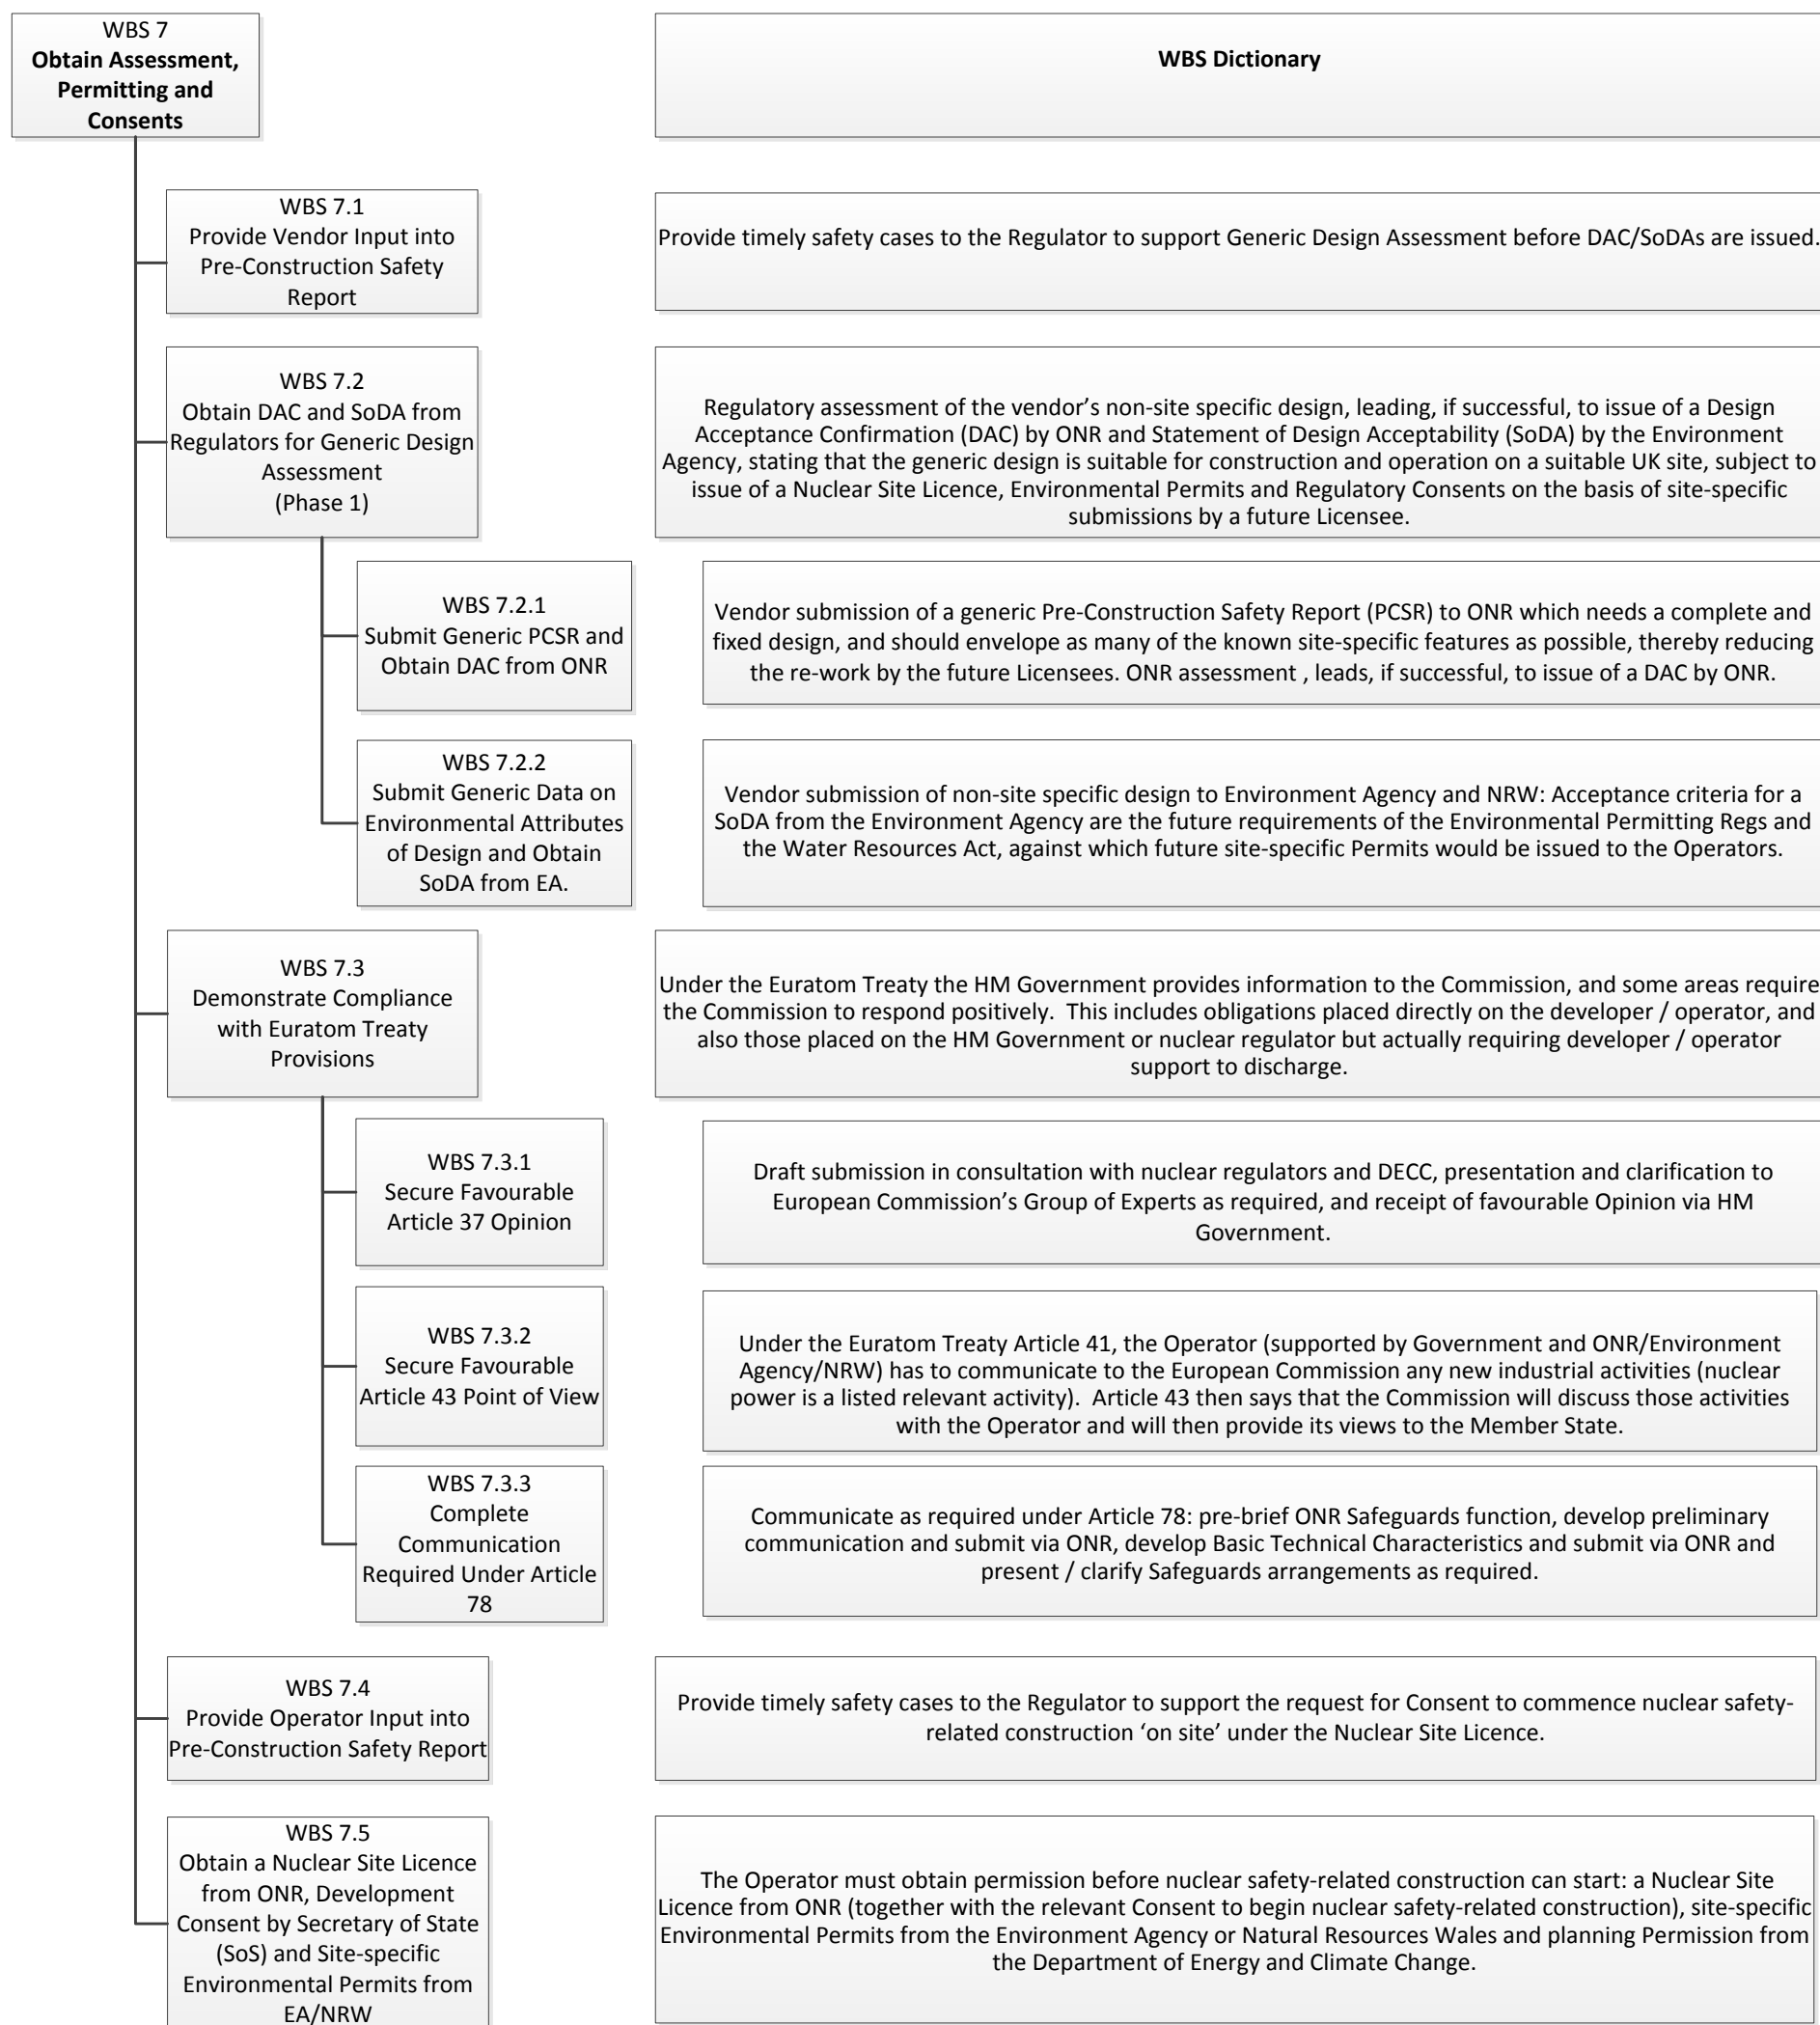 WBS 7
Obtain Assessment,
Permitting and
Consents
WBS Dictionary
WBS 7.1
Provide Vendor Input into
Pre-Construction Safety
Report
Provide timely safety cases to the Regulator to support Generic Design Assessment before DAC/SoDAs are issued.
WBS 7.2
Obtain DAC and SoDA from
Regulators for Generic Design
Assessment
(Phase 1)
Regulatory assessment of the vendor’s non-site specific design, leading, if successful, to issue of a Design
Acceptance Confirmation (DAC) by ONR and Statement of Design Acceptability (SoDA) by the Environment
Agency, stating that the generic design is suitable for construction and operation on a suitable UK site, subject to
issue of a Nuclear Site Licence, Environmental Permits and Regulatory Consents on the basis of site-specific
submissions by a future Licensee.
WBS 7.2.1
Submit Generic PCSR and
Obtain DAC from ONR
Vendor submission of a generic Pre-Construction Safety Report (PCSR) to ONR which needs a complete and
fixed design, and should envelope as many of the known site-specific features as possible, thereby reducing
the re-work by the future Licensees. ONR assessment , leads, if successful, to issue of a DAC by ONR.
WBS 7.2.2
Submit Generic Data on
Environmental Attributes
of Design and Obtain
SoDA from EA.
Vendor submission of non-site specific design to Environment Agency and NRW: Acceptance criteria for a
SoDA from the Environment Agency are the future requirements of the Environmental Permitting Regs and
the Water Resources Act, against which future site-specific Permits would be issued to the Operators.
WBS 7.3
Demonstrate Compliance
with Euratom Treaty
Provisions
Under the Euratom Treaty the HM Government provides information to the Commission, and some areas require
the Commission to respond positively.  This includes obligations placed directly on the developer / operator, and
also those placed on the HM Government or nuclear regulator but actually requiring developer / operator
support to discharge.
WBS 7.3.1
Secure Favourable
Article 37 Opinion
Draft submission in consultation with nuclear regulators and DECC, presentation and clarification to
European Commission’s Group of Experts as required, and receipt of favourable Opinion via HM
Government.
WBS 7.3.2
Secure Favourable
Article 43 Point of View
Under the Euratom Treaty Article 41, the Operator (supported by Government and ONR/Environment
Agency/NRW) has to communicate to the European Commission any new industrial activities (nuclear
power is a listed relevant activity).  Article 43 then says that the Commission will discuss those activities
with the Operator and will then provide its views to the Member State.
WBS 7.3.3
Complete
Communication
Required Under Article
78
Communicate as required under Article 78: pre-brief ONR Safeguards function, develop preliminary
communication and submit via ONR, develop Basic Technical Characteristics and submit via ONR and
present / clarify Safeguards arrangements as required.
WBS 7.4
Provide Operator Input into
Pre-Construction Safety Report
Provide timely safety cases to the Regulator to support the request for Consent to commence nuclear safety-
related construction ‘on site’ under the Nuclear Site Licence.
WBS 7.5
Obtain a Nuclear Site Licence
from ONR, Development
Consent by Secretary of State
(SoS) and Site-specific
Environmental Permits from
EA/NRW
The Operator must obtain permission before nuclear safety-related construction can start: a Nuclear Site
Licence from ONR (together with the relevant Consent to begin nuclear safety-related construction), site-specific
Environmental Permits from the Environment Agency or Natural Resources Wales and planning Permission from
the Department of Energy and Climate Change.